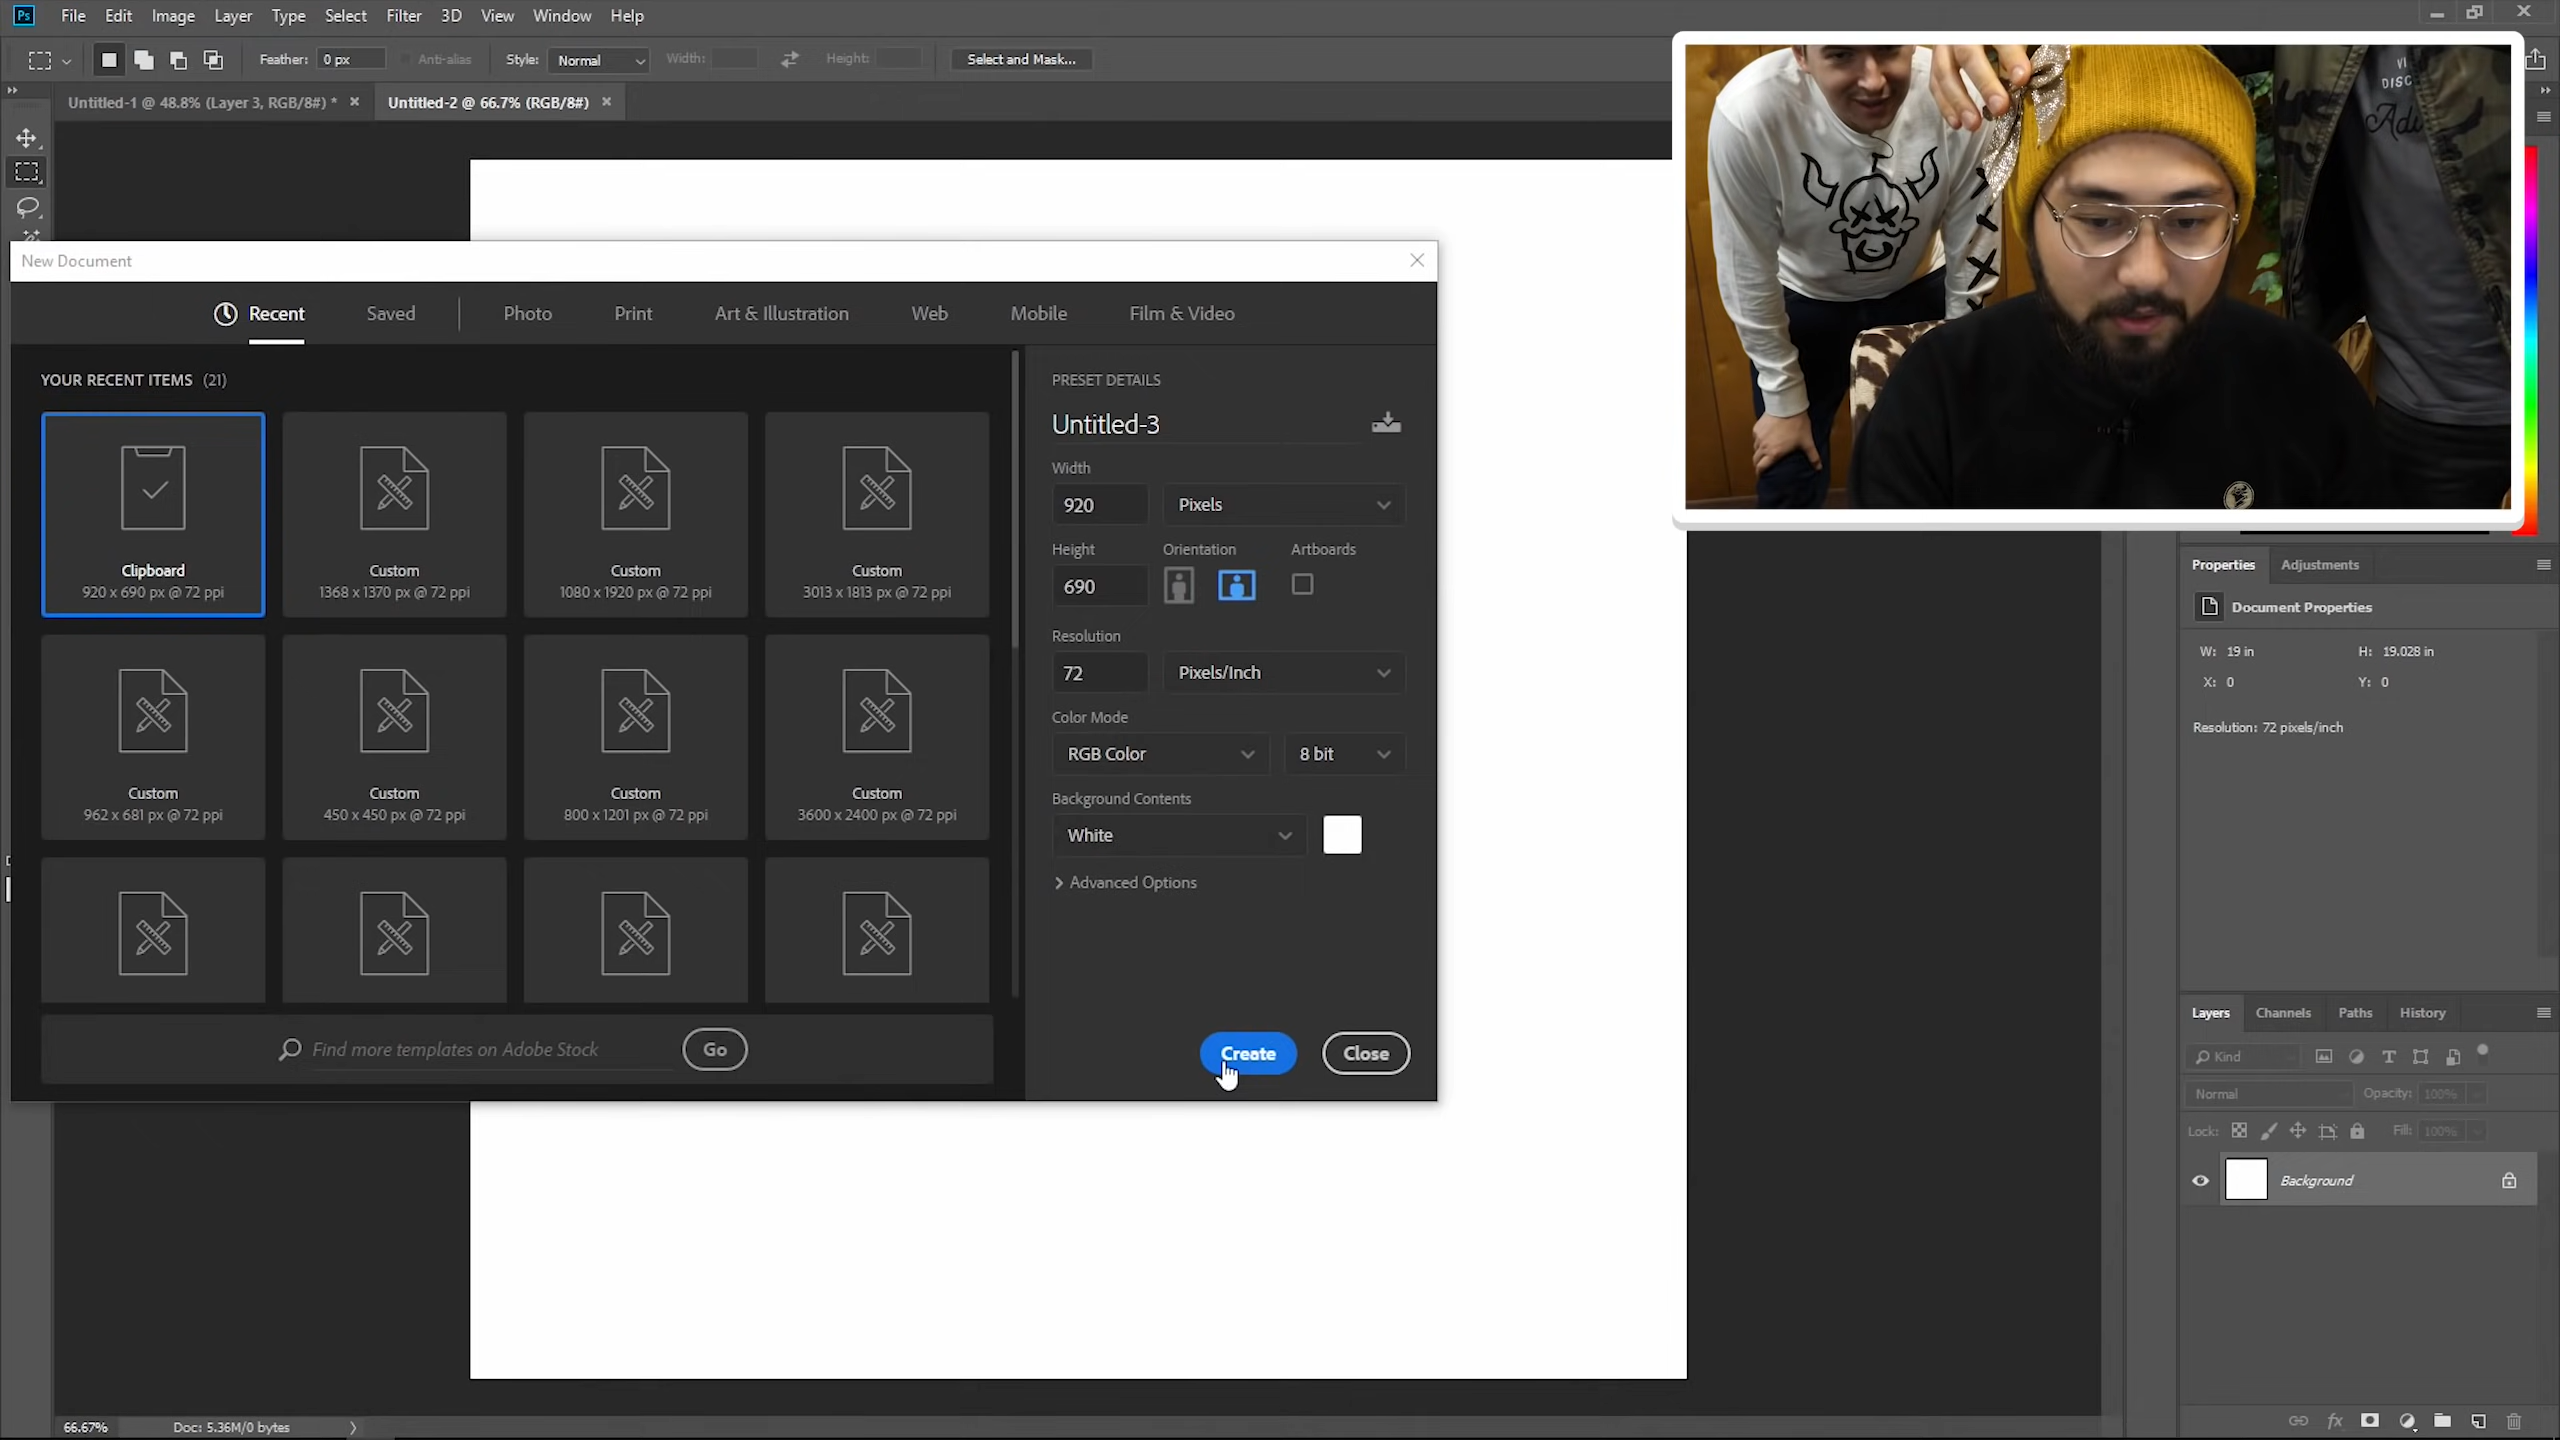 Ps File Edit Image Layer Type Select Filter 3D View Window Help
Feather: 0 px Anti-alias Style: Normal Width: Height: Select and Mask...
Untitled-1 @ 48.8% (Layer 3, RGB/8#) * Untitled-2 @ 66.7% (RGB/8#)
New Document
Recent Saved Photo Print Art & Illustration Web Mobile Film & Video
YOUR RECENT ITEMS (21)
Clipboard
920 x 690 px @ 72 ppi
Custom
1368 x 1370 px @ 72 ppi
Custom
1080 x 1920 px @ 72 ppi
Custom
3013 x 1813 px @ 72 ppi
Custom
962 x 681 px @ 72 ppi
Custom
450 x 450 px @ 72 ppi
Custom
800 x 1201 px @ 72 ppi
Custom
3600 x 2400 px @ 72 ppi
Find more templates on Adobe Stock Go
PRESET DETAILS
Untitled-3
Width
920 Pixels
Height Orientation Artboards
690
Resolution
72 Pixels/Inch
Color Mode
RGB Color 8 bit
Background Contents
White
Advanced Options
Create Close
Properties Adjustments
Document Properties
W: 19 in H: 19.028 in
X: 0 Y: 0
Resolution: 72 pixels/inch
Layers Channels Paths History
Kind
Normal Opacity: 100%
Lock: Fill: 100%
Background
66.67% Doc: 5.36M/0 bytes